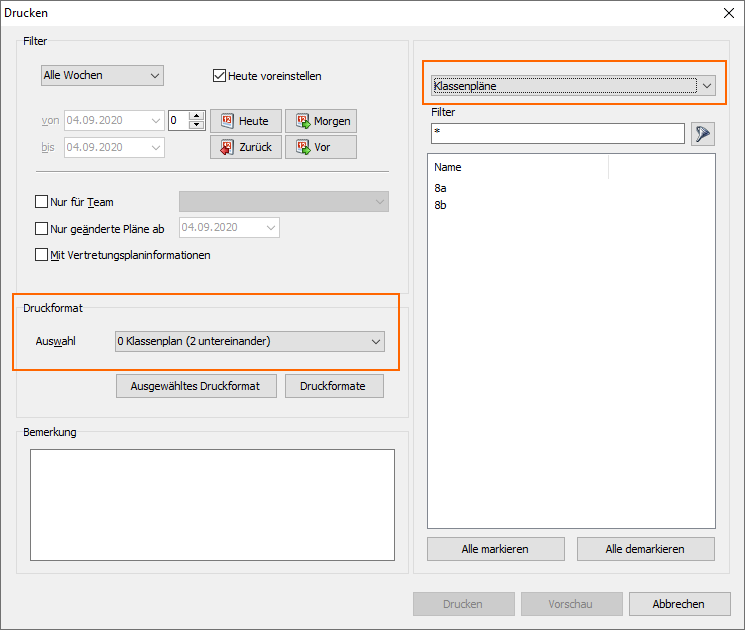 Drucken
Filter
Alle Wochen
Heute voreinstellen
von 04.09.2020 0 Heute Morgen
bis 04.09.2020 Zurück Vor
Nur für Team
Nur geänderte Pläne ab 04.09.2020
Mit Vertretungsplaninformationen
Druckformat
Auswahl 0 Klassenplan (2 untereinander)
Ausgewähltes Druckformat Druckformate
Bemerkung
Klassenpläne
Filter
*
Name
8a
8b
Alle markieren Alle demarkieren
Drucken Vorschau Abbrechen